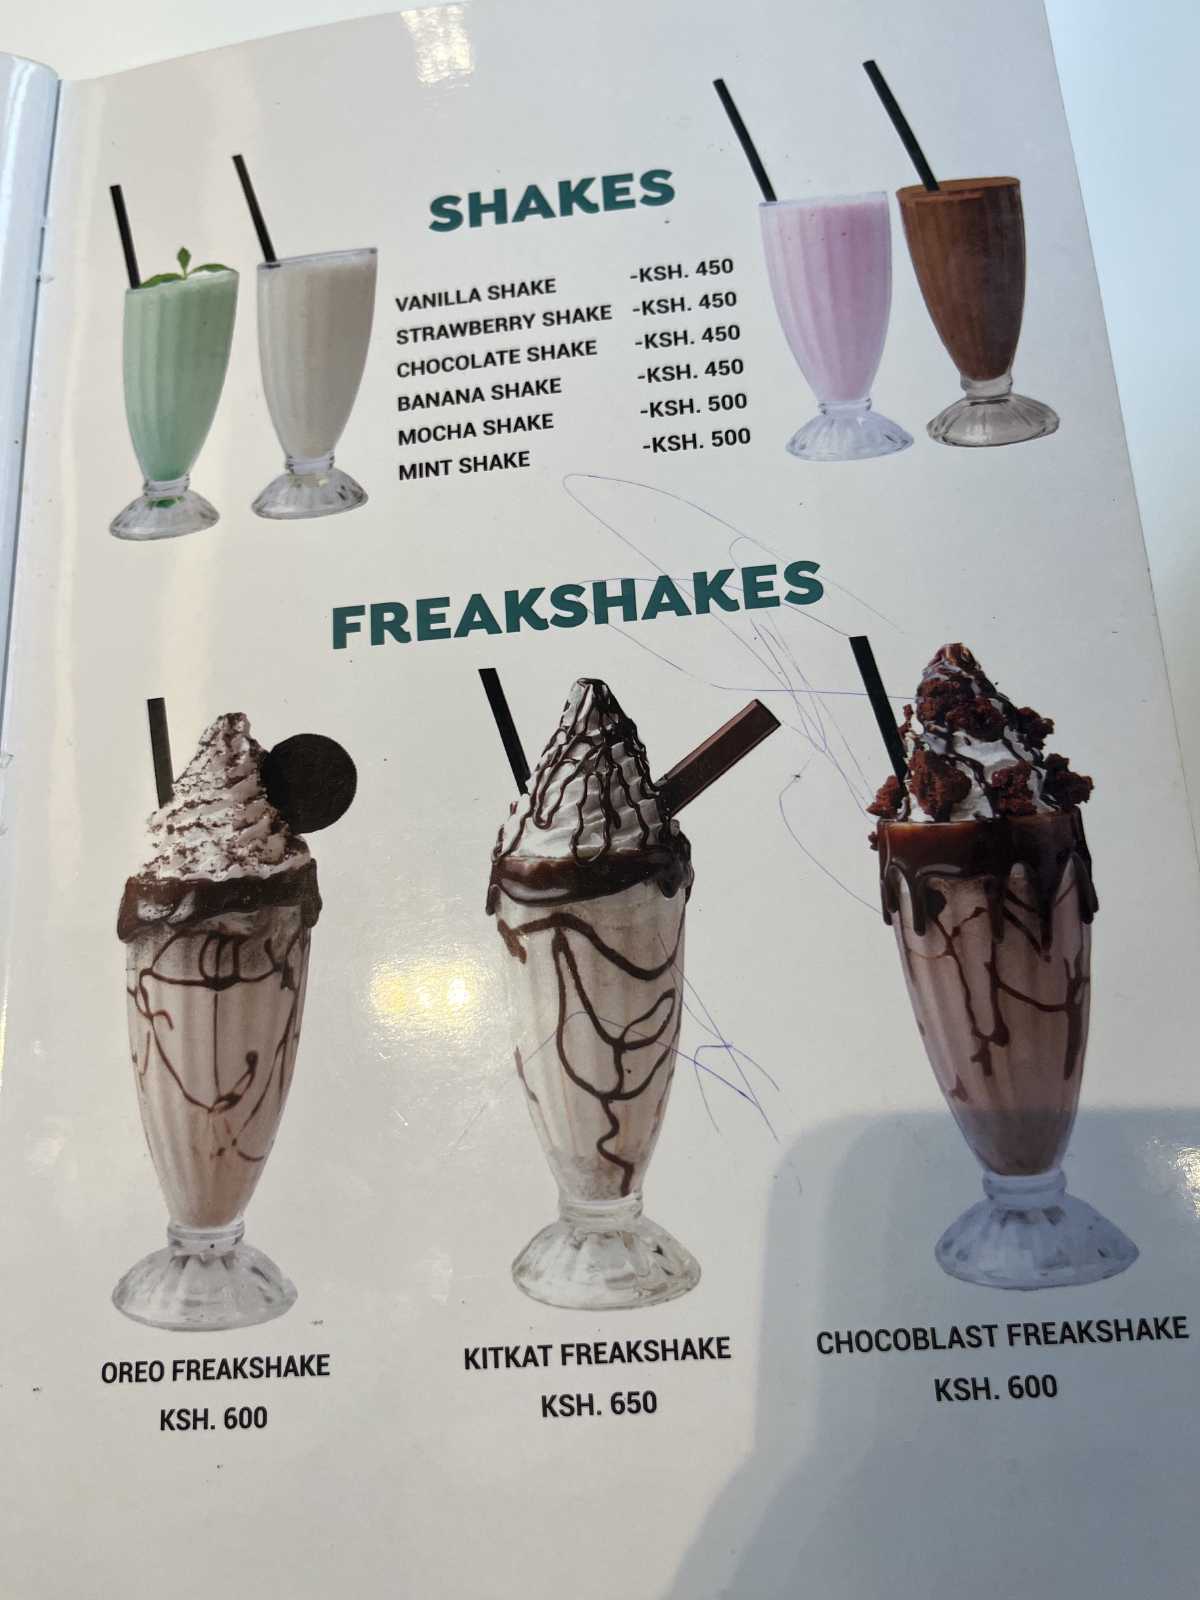 SHAKES
VANILLA SHAKE -KSH. 450
STRAWBERRY SHAKE -KSH. 450
CHOCOLATE SHAKE -KSH. 450
BANANA SHAKE -KSH. 450
MOCHA SHAKE -KSH. 500
MINT SHAKE -KSH. 500
FREAKSHAKES
OREO FREAKSHAKE
KSH. 600
KITKAT FREAKSHAKE
KSH. 650
CHOCOBLAST FREAKSHAKE
KSH. 600